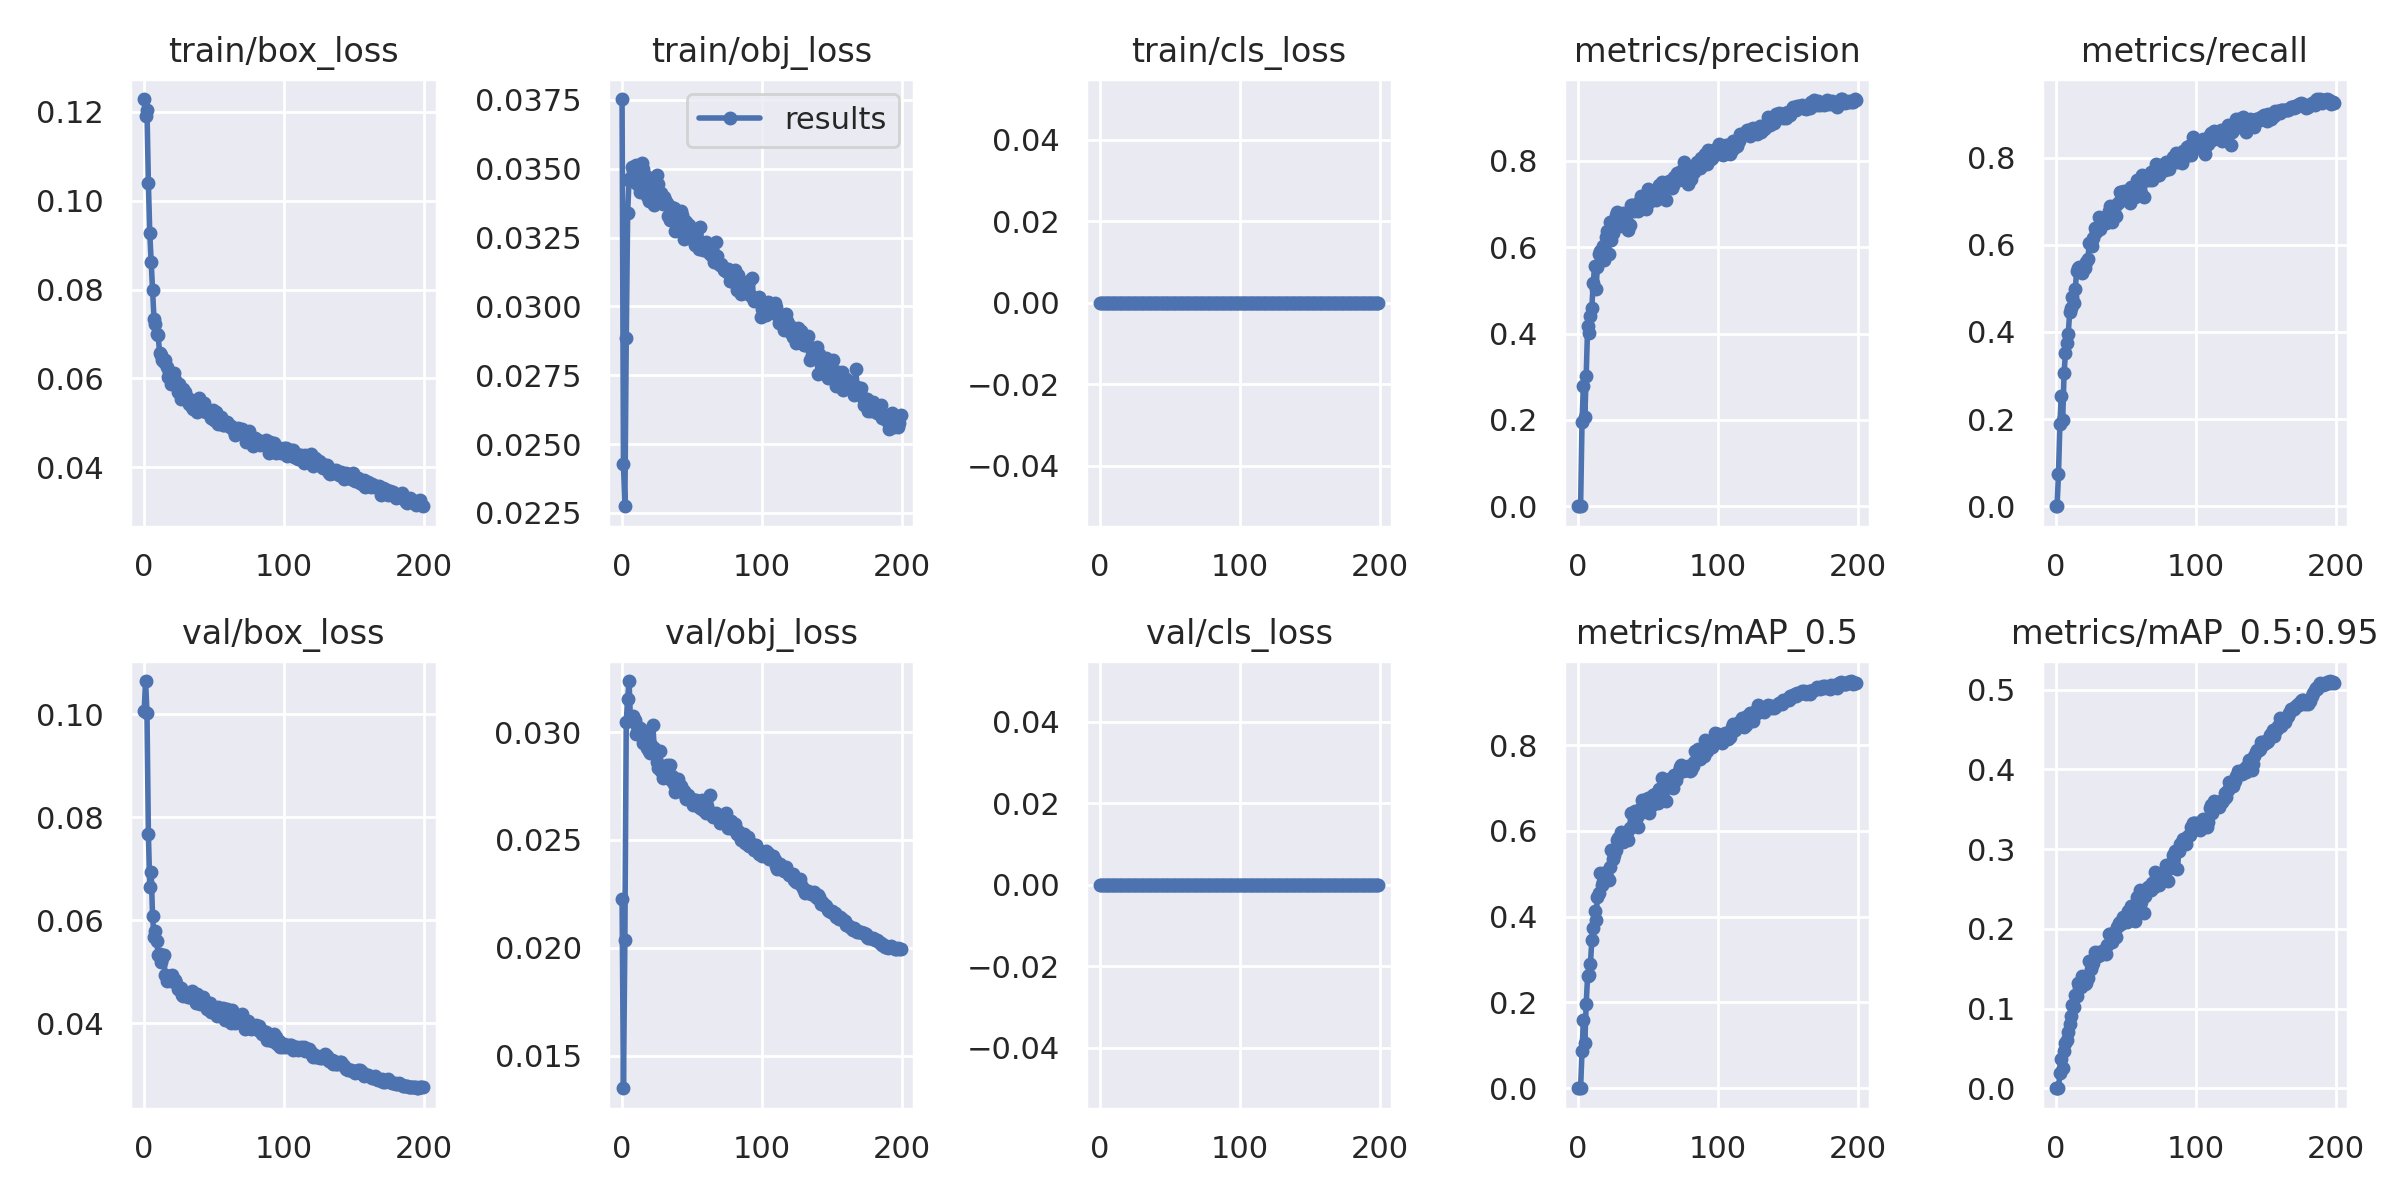 train/box_loss
train/obj_loss
train/cls_loss
metrics/precision
metrics/recall
0.12
0.10
0.08
0.06
0.04
0 100 200
0.0375
0.0350
0.0325
0.0300
0.0275
0.0250
0.0225
results
0 100 200
0.04
0.02
0.00
−0.02
−0.04
0 100 200
0.8
0.6
0.4
0.2
0.0
0 100 200
0.8
0.6
0.4
0.2
0.0
0 100 200
val/box_loss
val/obj_loss
val/cls_loss
metrics/mAP_0.5
metrics/mAP_0.5:0.95
0.10
0.08
0.06
0.04
0 100 200
0.030
0.025
0.020
0.015
0 100 200
0.04
0.02
0.00
−0.02
−0.04
0 100 200
0.8
0.6
0.4
0.2
0.0
0 100 200
0.5
0.4
0.3
0.2
0.1
0.0
0 100 200